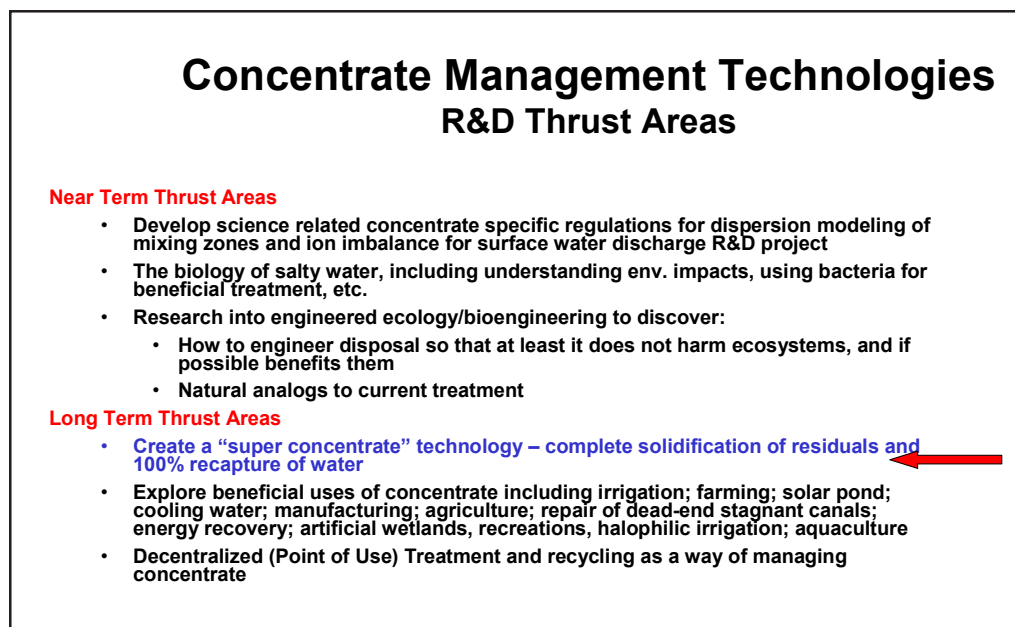 Concentrate Management Technologies
R&D Thrust Areas
Near Term Thrust Areas
• Develop science related concentrate specific regulations for dispersion modeling of
mixing zones and ion imbalance for surface water discharge R&D project
• The biology of salty water, including understanding env. impacts, using bacteria for
beneficial treatment, etc.
• Research into engineered ecology/bioengineering to discover:
• How to engineer disposal so that at least it does not harm ecosystems, and if
possible benefits them
• Natural analogs to current treatment
Long Term Thrust Areas
• Create a “super concentrate” technology – complete solidification of residuals and
100% recapture of water
• Explore beneficial uses of concentrate including irrigation; farming; solar pond;
cooling water; manufacturing; agriculture; repair of dead-end stagnant canals;
energy recovery; artificial wetlands, recreations, halophilic irrigation; aquaculture
• Decentralized (Point of Use) Treatment and recycling as a way of managing
concentrate